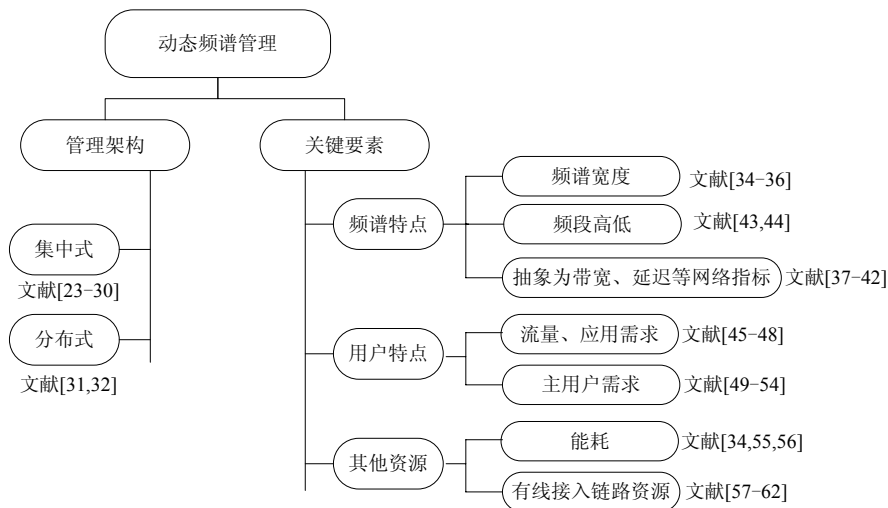 动态频谱管理
管理架构
关键要素
集中式
文献[23-30]
分布式
文献[31,32]
频谱特点
频谱宽度
文献[34-36]
频段高低
文献[43,44]
抽象为带宽、延迟等网络指标
文献[37-42]
用户特点
流量、应用需求
文献[45-48]
主用户需求
文献[49-54]
其他资源
能耗
文献[34,55,56]
有线接入链路资源
文献[57-62]